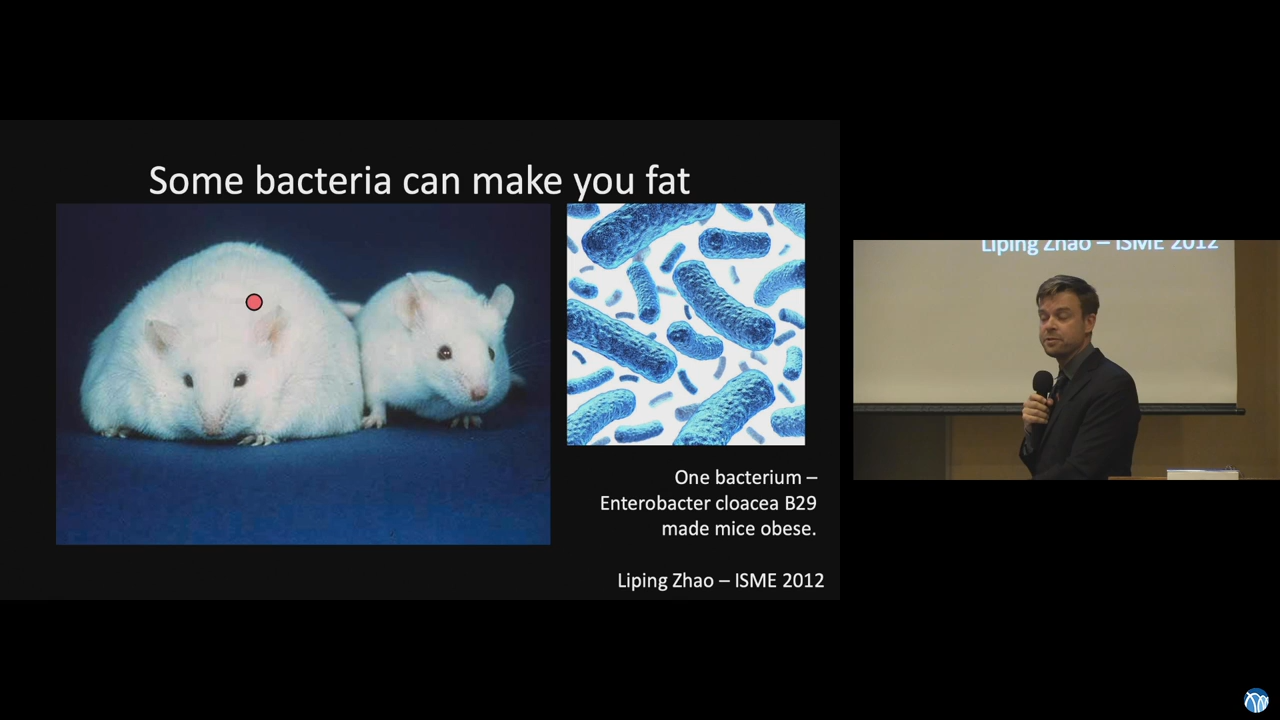 Some bacteria can make you fat
One bacterium –
Enterobacter cloacea B29
made mice obese.
Liping Zhao – ISME 2012
Liping Zhao – ISME 2012